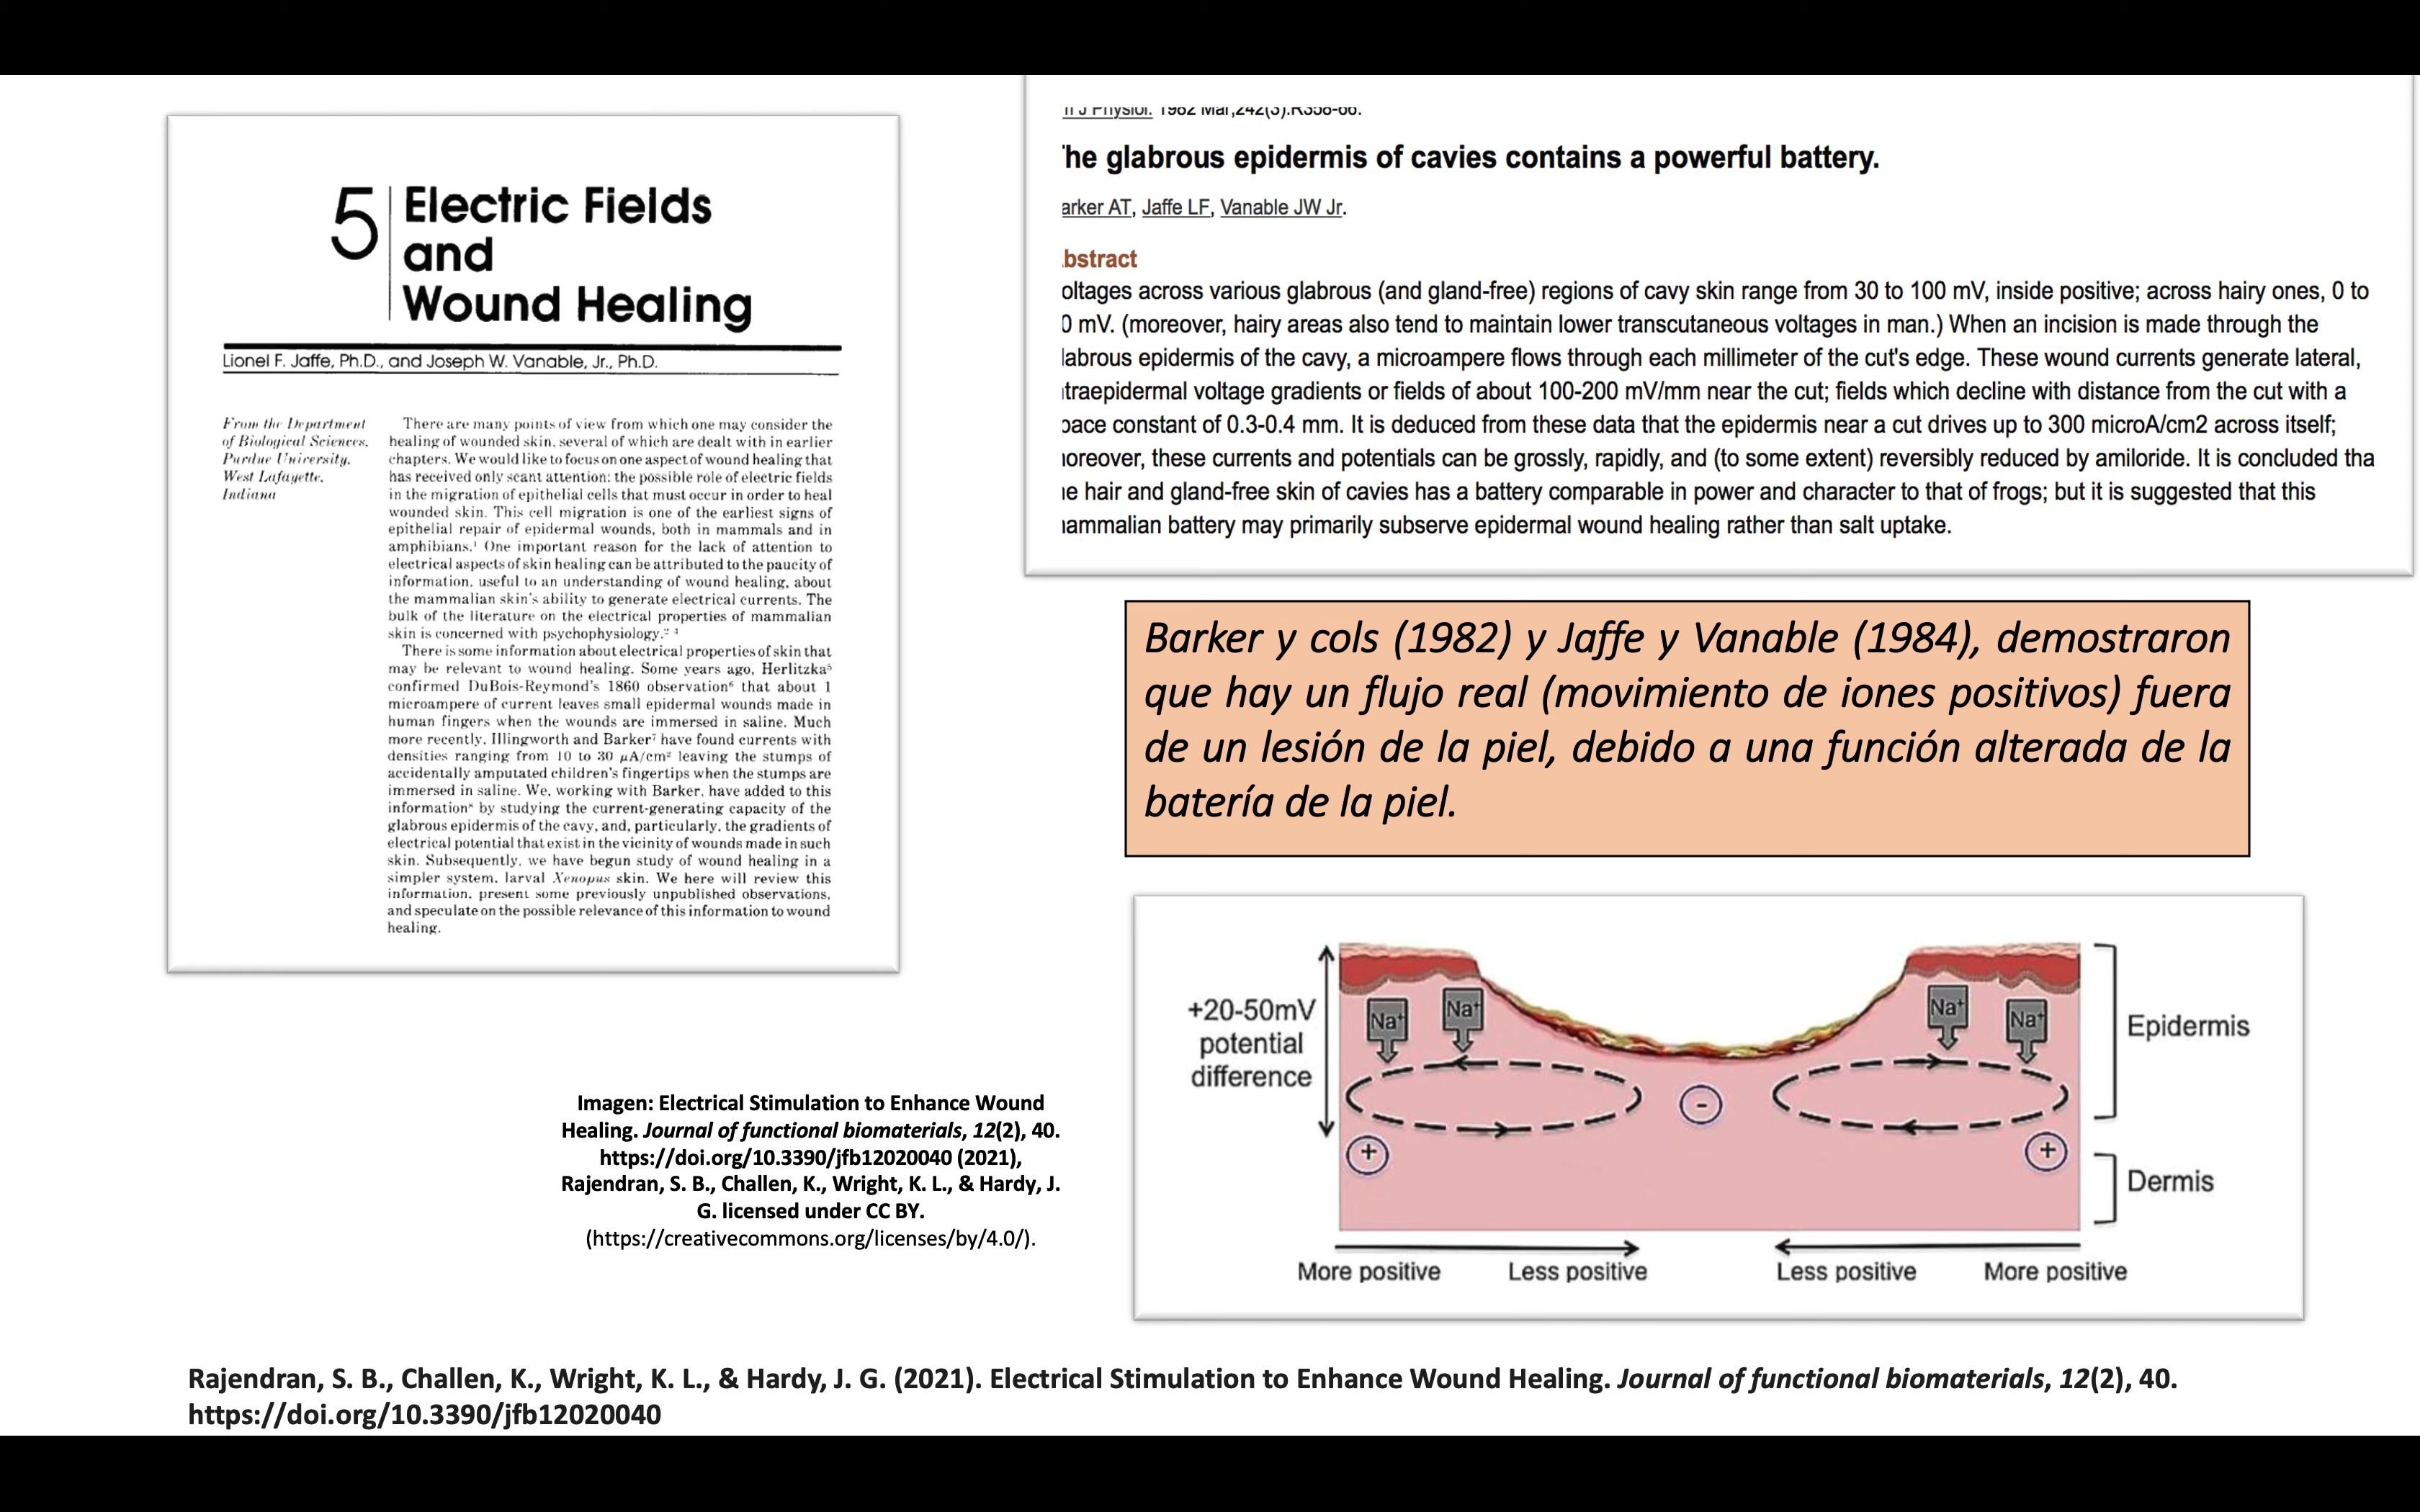 5 Electric Fields
and
Wound Healing
Lionel F. Jaffe, Ph.D., and Joseph W. Vanable, Jr., Ph.D.
From the Department
of Biological Sciences,
Purdue University,
West Lafayette,
Indiana
There are many points of view from which one may consider the
healing of wounded skin, several of which are dealt with in earlier
chapters. We would like to focus on one aspect of wound healing that
has received only scant attention: the possible role of electric fields
in the migration of epithelial cells that must occur in order to heal
wounded skin. This cell migration is one of the earliest signs of
epithelial repair of epidermal wounds, both in mammals and in
amphibians.¹ One important reason for the lack of attention to
electrical aspects of skin healing can be attributed to the paucity of
information, useful to an understanding of wound healing, about
the mammalian skin's ability to generate electrical currents. The
bulk of the literature on the electrical properties of mammalian
skin is concerned with psychophysiology.
There is some information about electrical properties of skin that
may be relevant to wound healing. Some years ago, Herlitzka⁵
confirmed DuBois-Reymond's 1860 observation⁶ that about 1
microampere of current leaves small epidermal wounds made in
human fingers when the wounds are immersed in saline. Much
more recently, Illingworth and Barker⁷ have found currents with
densities ranging from 10 to 30 µA/cm² leaving the stumps of
accidentally amputated children's fingertips when the stumps are
immersed in saline. We, working with Barker, have added to this
information⁸ by studying the current-generating capacity of the
glabrous epidermis of the cavy, and, particularly, the gradients of
electrical potential that exist in the vicinity of wounds made in such
skin. Subsequently, we have begun study of wound healing in a
simpler system, larval Xenopus skin. We here will review this
information, present some previously unpublished observations,
and speculate on the possible relevance of this information to wound
healing.
J Physiol. 1982 Mar;242(3):R358-66.
he glabrous epidermis of cavies contains a powerful battery.
arker AT, Jaffe LF, Vanable JW Jr.
bstract
oltages across various glabrous (and gland-free) regions of cavy skin range from 30 to 100 mV, inside positive; across hairy ones, 0 to
0 mV. (moreover, hairy areas also tend to maintain lower transcutaneous voltages in man.) When an incision is made through the
labrous epidermis of the cavy, a microampere flows through each millimeter of the cut's edge. These wound currents generate lateral,
traepidermal voltage gradients or fields of about 100-200 mV/mm near the cut; fields which decline with distance from the cut with a
pace constant of 0.3-0.4 mm. It is deduced from these data that the epidermis near a cut drives up to 300 microA/cm2 across itself;
oreover, these currents and potentials can be grossly, rapidly, and (to some extent) reversibly reduced by amiloride. It is concluded tha
e hair and gland-free skin of cavies has a battery comparable in power and character to that of frogs; but it is suggested that this
ammalian battery may primarily subserve epidermal wound healing rather than salt uptake.
Barker y cols (1982) y Jaffe y Vanable (1984), demostraron
que hay un flujo real (movimiento de iones positivos) fuera
de un lesión de la piel, debido a una función alterada de la
batería de la piel.
+20-50mV
potential
difference
Na+
Na+
Na+
Na+
-
+
+
Epidermis
Dermis
More positive
Less positive
Less positive
More positive
Imagen: Electrical Stimulation to Enhance Wound
Healing. Journal of functional biomaterials, 12(2), 40.
https://doi.org/10.3390/jfb12020040 (2021),
Rajendran, S. B., Challen, K., Wright, K. L., & Hardy, J.
G. licensed under CC BY.
(https://creativecommons.org/licenses/by/4.0/).
Rajendran, S. B., Challen, K., Wright, K. L., & Hardy, J. G. (2021). Electrical Stimulation to Enhance Wound Healing. Journal of functional biomaterials, 12(2), 40.
https://doi.org/10.3390/jfb12020040